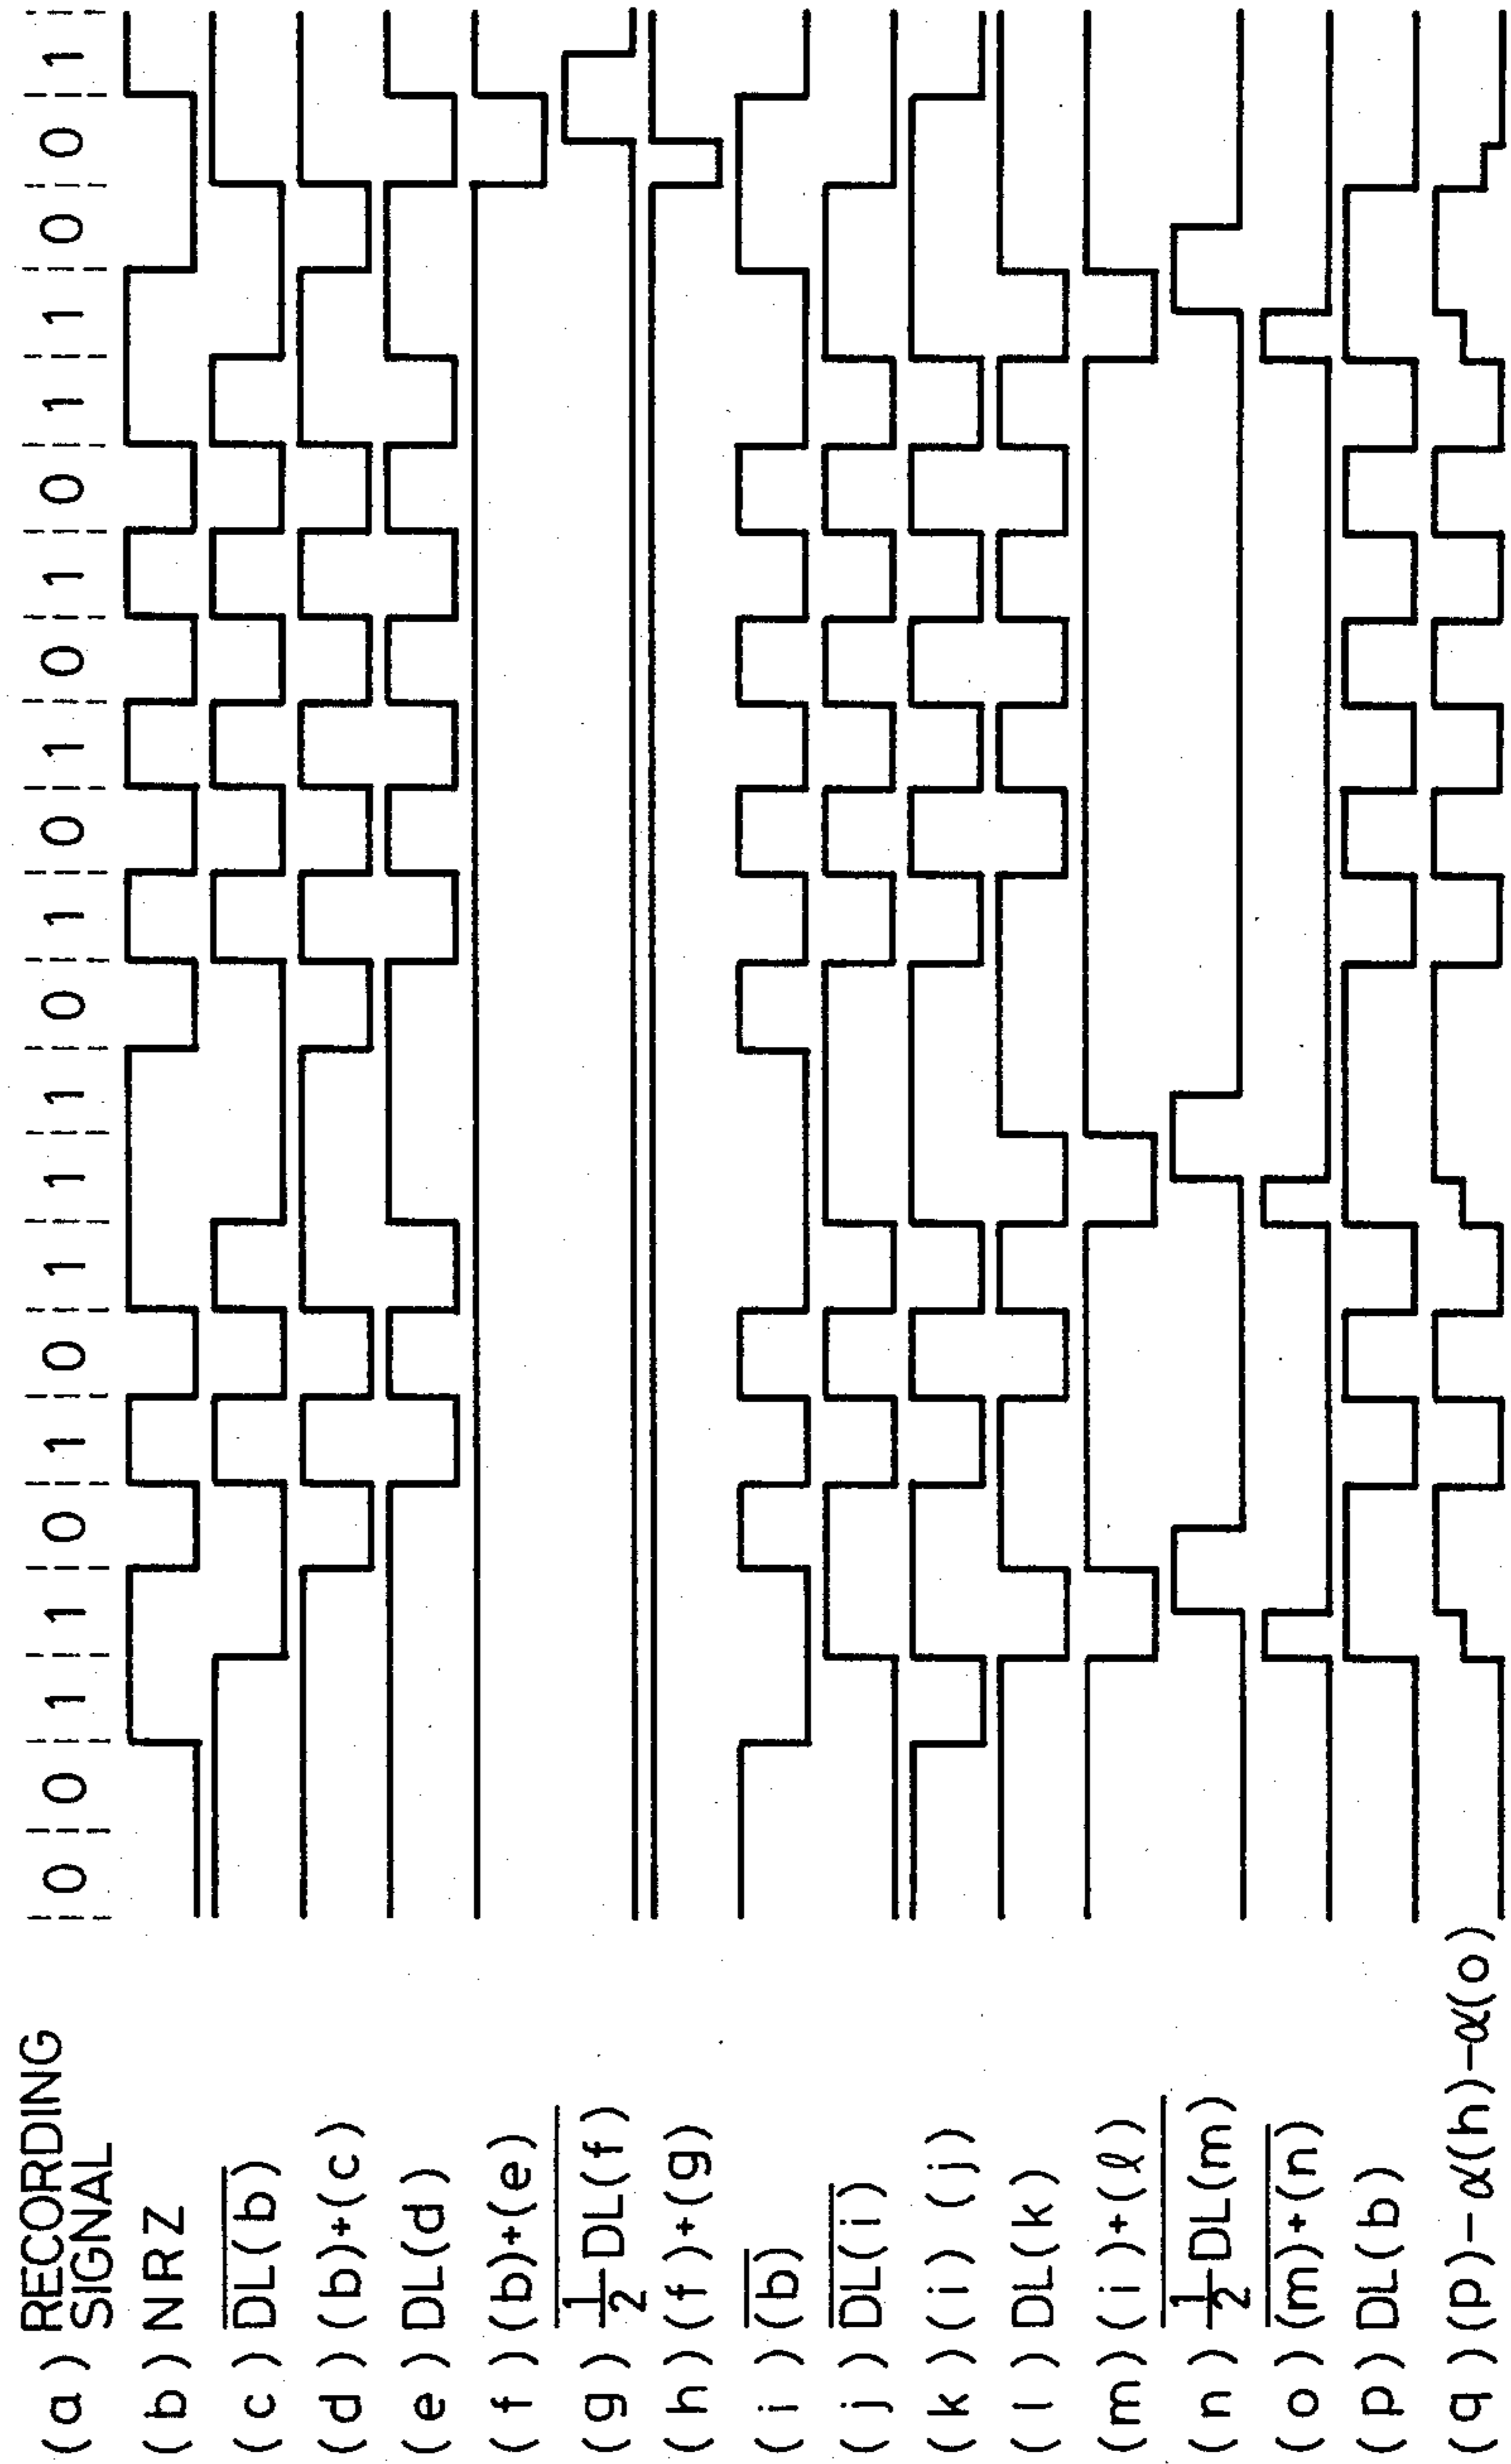 (a) RECORDING SIGNAL 0 0 1 1 0 1 0 1 1 1 0 1 0 1 0 1 0 1 1 0 0 1
(b) NRZ
(c) DL(b)
(d) (b)+(c)
(e) DL(d)
(f) (b)+(e)
(g) 1/2 DL(f)
(h) (f)+(g)
(i) (b)
(j) DL(i)
(k) (i)+(j)
(l) DL(k)
(m) (i)+(ℓ)
(n) 1/2 DL(m)
(o) (m)+(n)
(p) DL(b)
(q) (p)-α(h)-α(o)